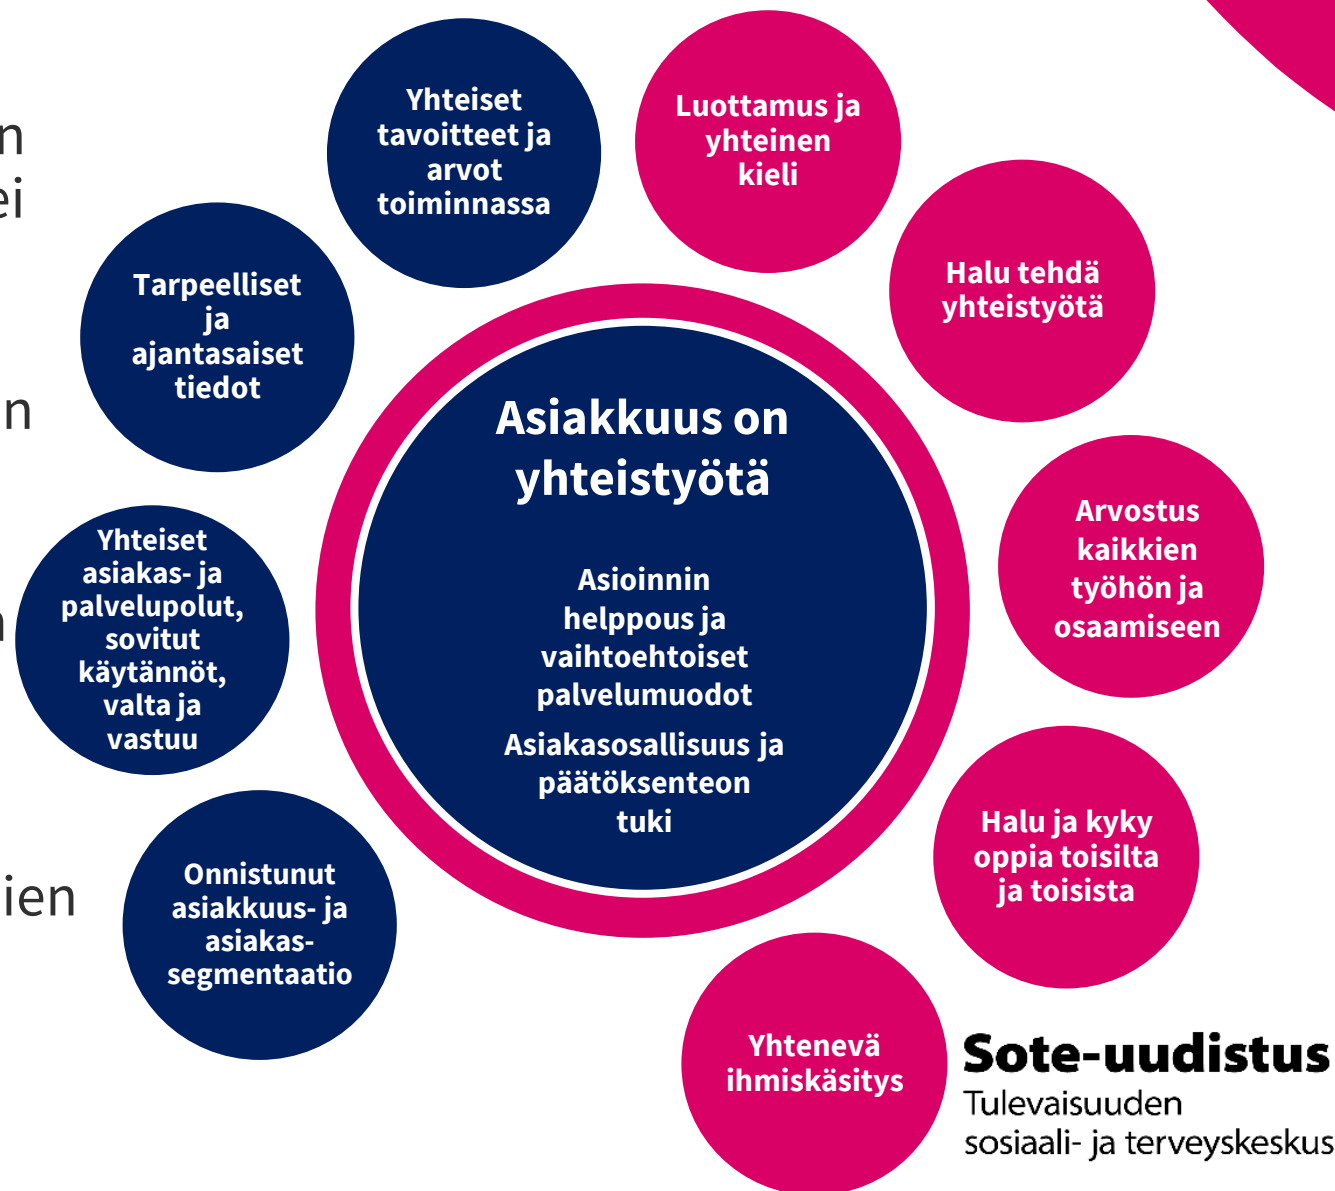 n
ei
n
n
ien
Yhteiset
tavoitteet ja
arvot
toiminnassa
Luottamus ja
yhteinen
kieli
Halu tehdä
yhteistyötä
Arvostus
kaikkien
työhön ja
osaamiseen
Halu ja kyky
oppia toisilta
ja toisista
Yhtenevä
ihmiskäsitys
Tarpeelliset
ja
ajantasaiset
tiedot
Yhteiset
asiakas- ja
palvelupolut,
sovitut
käytännöt,
valta ja
vastuu
Onnistunut
asiakkuus- ja
asiakas-
segmentaatio
Asiakkuus on
yhteistyötä
Asioinnin
helppous ja
vaihtoehtoiset
palvelumuodot
Asiakasosallisuus ja
päätöksenteon
tuki
Sote-uudistus
Tulevaisuuden
sosiaali- ja terveyskeskus